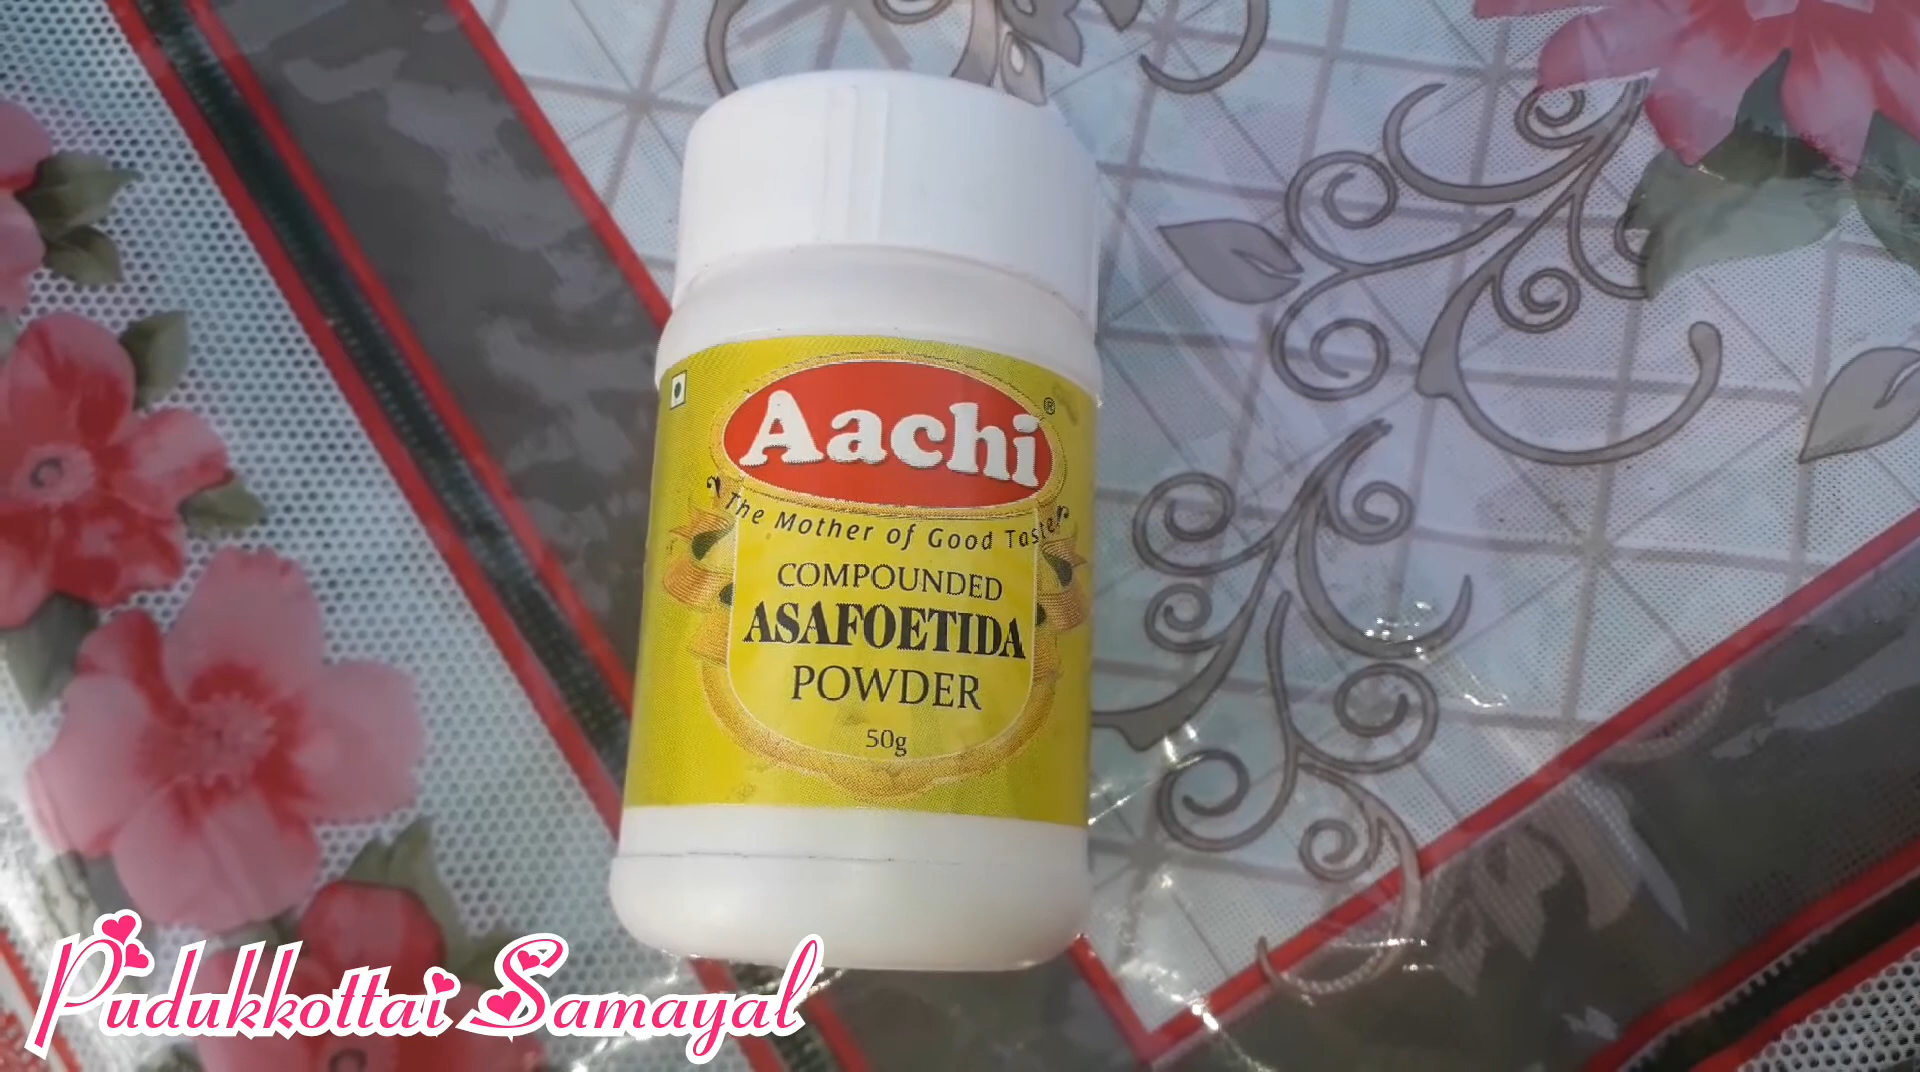 Aachi ®
The Mother of Good Taste
COMPOUNDED
ASAFOETIDA
POWDER
50g
Pudukkottai Samayal